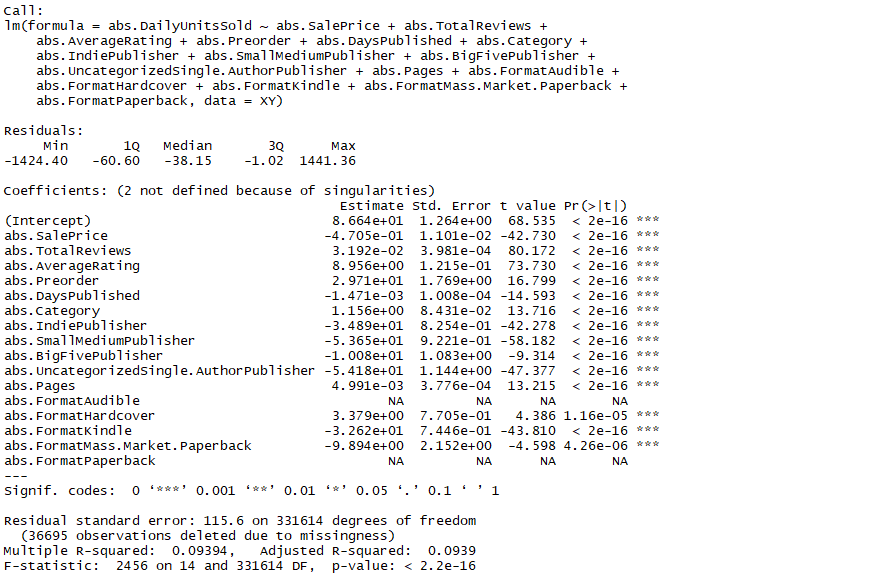 Call:
lm(formula = abs.DailyUnitsSold ~ abs.SalePrice + abs.TotalReviews +
    abs.AverageRating + abs.Preorder + abs.DaysPublished + abs.Category +
    abs.IndiePublisher + abs.SmallMediumPublisher + abs.BigFivePublisher +
    abs.UncategorizedSingle.AuthorPublisher + abs.Pages + abs.FormatAudible +
    abs.FormatHardcover + abs.FormatKindle + abs.FormatMass.Market.Paperback +
    abs.FormatPaperback, data = XY)

Residuals:
     Min       1Q   Median       3Q      Max
-1424.40   -60.60   -38.15    -1.02  1441.36

Coefficients: (2 not defined because of singularities)
                                          Estimate Std. Error t value Pr(>|t|)
(Intercept)                              8.664e+01  1.264e+00  68.535  < 2e-16 ***
abs.SalePrice                           -4.705e-01  1.101e-02 -42.730  < 2e-16 ***
abs.TotalReviews                         3.192e-02  3.981e-04  80.172  < 2e-16 ***
abs.AverageRating                        8.956e+00  1.215e-01  73.730  < 2e-16 ***
abs.Preorder                             2.971e+01  1.769e+00  16.799  < 2e-16 ***
abs.DaysPublished                       -1.471e-03  1.008e-04 -14.593  < 2e-16 ***
abs.Category                             1.156e+00  8.431e-02  13.716  < 2e-16 ***
abs.IndiePublisher                      -3.489e+01  8.254e-01 -42.278  < 2e-16 ***
abs.SmallMediumPublisher                -5.365e+01  9.221e-01 -58.182  < 2e-16 ***
abs.BigFivePublisher                    -1.008e+01  1.083e+00  -9.314  < 2e-16 ***
abs.UncategorizedSingle.AuthorPublisher -5.418e+01  1.144e+00 -47.377  < 2e-16 ***
abs.Pages                                4.991e-03  3.776e-04  13.215  < 2e-16 ***
abs.FormatAudible                               NA         NA      NA       NA
abs.FormatHardcover                      3.379e+00  7.705e-01   4.386 1.16e-05 ***
abs.FormatKindle                        -3.262e+01  7.446e-01 -43.810  < 2e-16 ***
abs.FormatMass.Market.Paperback         -9.894e+00  2.152e+00  -4.598 4.26e-06 ***
abs.FormatPaperback                             NA         NA      NA       NA
---
Signif. codes:  0 ‘***’ 0.001 ‘**’ 0.01 ‘*’ 0.05 ‘.’ 0.1 ‘ ’ 1

Residual standard error: 115.6 on 331614 degrees of freedom
  (36695 observations deleted due to missingness)
Multiple R-squared:  0.09394,	Adjusted R-squared:  0.0939
F-statistic:  2456 on 14 and 331614 DF,  p-value: < 2.2e-16